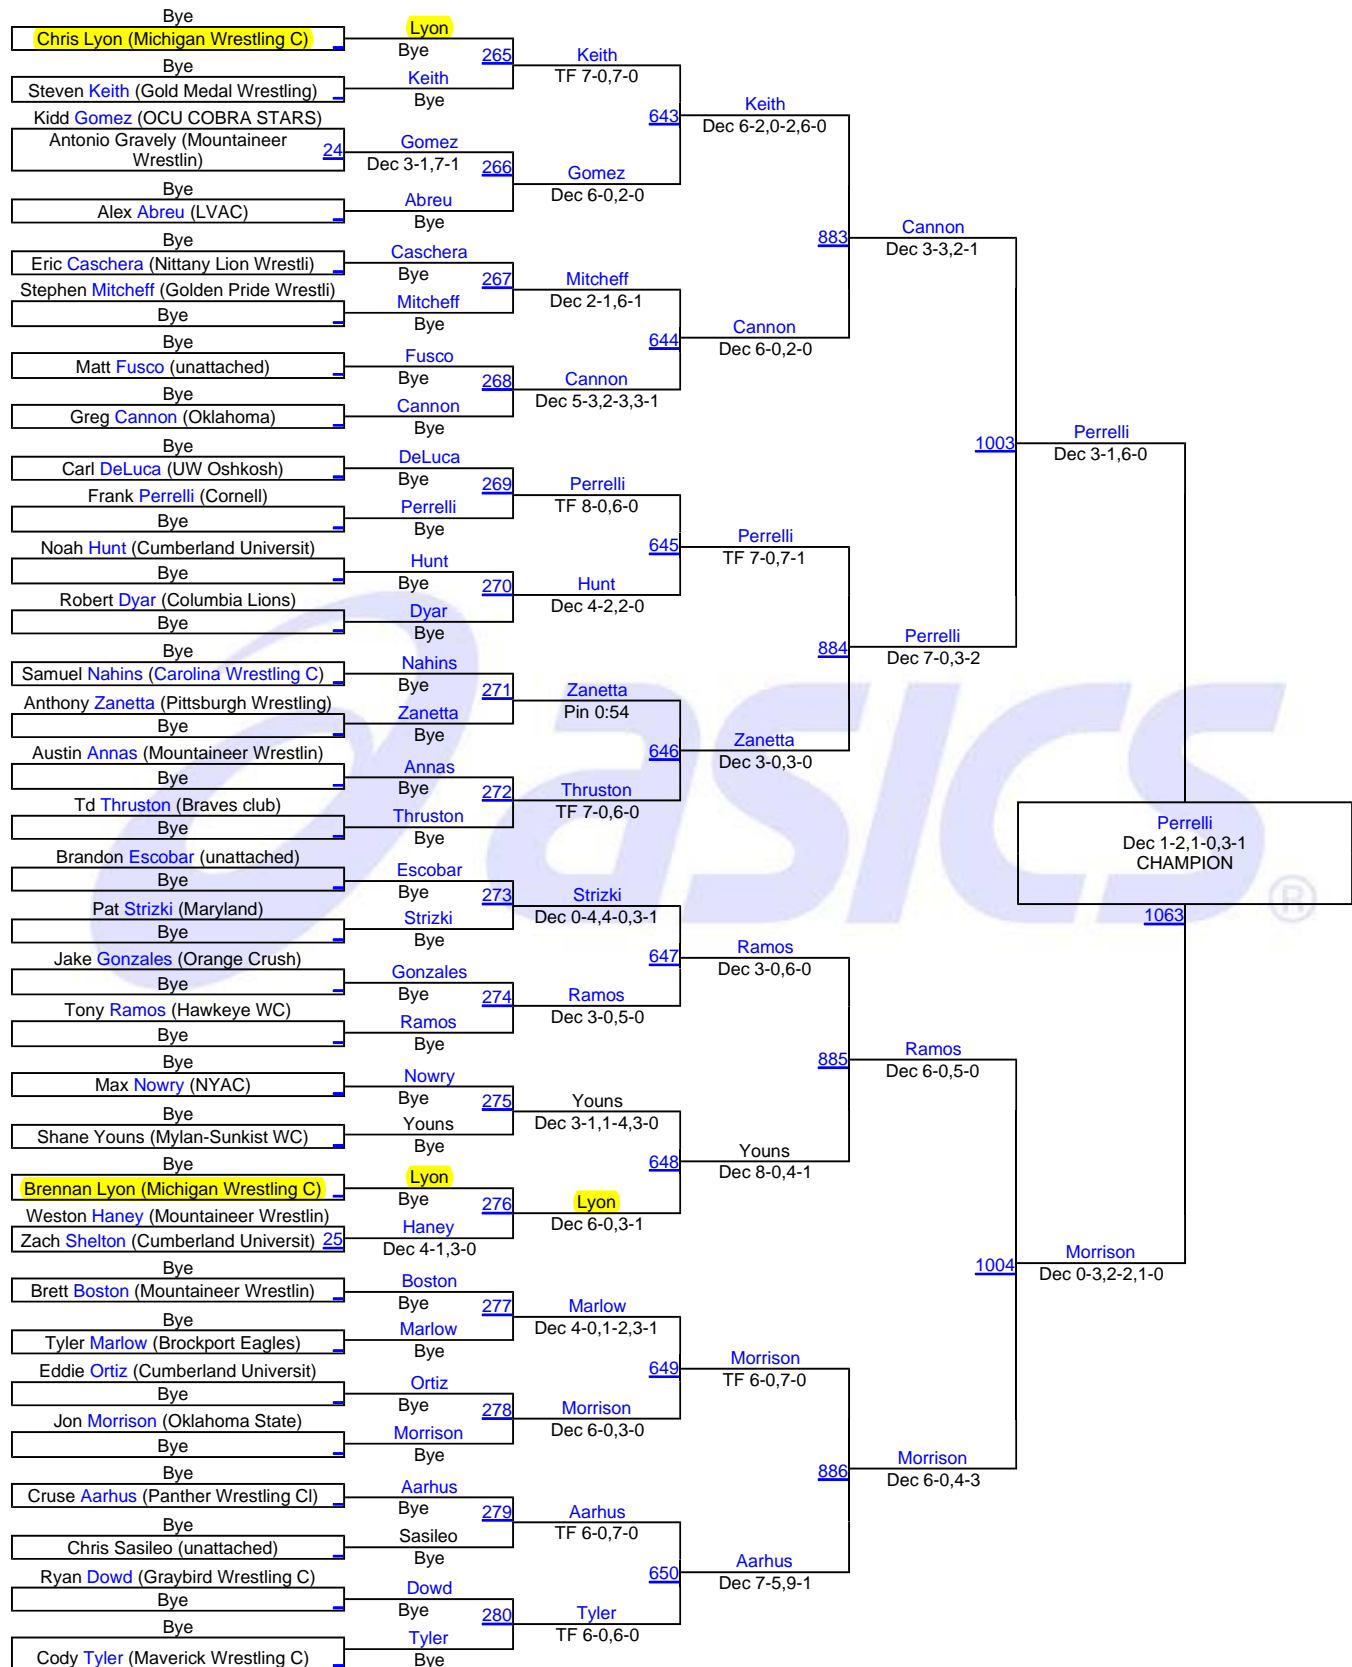 Bye
Chris Lyon (Michigan Wrestling C)
Bye
Steven Keith (Gold Medal Wrestling)
Kidd Gomez (OCU COBRA STARS)
Antonio Gravely (Mountaineer
Wrestlin)
24
Bye
Alex Abreu (LVAC)
Bye
Eric Caschera (Nittany Lion Wrestli)
Stephen Mitcheff (Golden Pride Wrestli)
Bye
Bye
Matt Fusco (unattached)
Bye
Greg Cannon (Oklahoma)
Bye
Carl DeLuca (UW Oshkosh)
Frank Perrelli (Cornell)
Bye
Noah Hunt (Cumberland Universit)
Bye
Robert Dyar (Columbia Lions)
Bye
Bye
Samuel Nahins (Carolina Wrestling C)
Anthony Zanetta (Pittsburgh Wrestling)
Bye
Austin Annas (Mountaineer Wrestlin)
Bye
Td Thruston (Braves club)
Bye
Brandon Escobar (unattached)
Bye
Pat Strizki (Maryland)
Bye
Jake Gonzales (Orange Crush)
Bye
Tony Ramos (Hawkeye WC)
Bye
Bye
Max Nowry (NYAC)
Bye
Shane Youns (Mylan-Sunkist WC)
Bye
Brennan Lyon (Michigan Wrestling C)
Weston Haney (Mountaineer Wrestlin)
Zach Shelton (Cumberland Universit) 25
Bye
Brett Boston (Mountaineer Wrestlin)
Bye
Tyler Marlow (Brockport Eagles)
Eddie Ortiz (Cumberland Universit)
Bye
Jon Morrison (Oklahoma State)
Bye
Bye
Cruse Aarhus (Panther Wrestling Cl)
Bye
Chris Sasileo (unattached)
Ryan Dowd (Graybird Wrestling C)
Bye
Bye
Cody Tyler (Maverick Wrestling C)
Lyon
Bye
265
Keith
Bye
Gomez
Dec 3-1,7-1
266
Abreu
Bye
Caschera
Bye
267
Mitcheff
Bye
Fusco
Bye
268
Cannon
Bye
DeLuca
Bye
269
Perrelli
Bye
Hunt
Bye
270
Dyar
Bye
Nahins
Bye
271
Zanetta
Bye
Annas
Bye
272
Thruston
Bye
Escobar
Bye
273
Strizki
Bye
Gonzales
Bye
274
Ramos
Bye
Nowry
Bye
275
Youns
Bye
Lyon
Bye
276
Haney
Dec 4-1,3-0
Boston
Bye
277
Marlow
Bye
Ortiz
Bye
278
Morrison
Bye
Aarhus
Bye
279
Sasileo
Bye
Dowd
Bye
280
Tyler
Bye
Keith
TF 7-0,7-0
643
Gomez
Dec 6-0,2-0
Mitcheff
Dec 2-1,6-1
644
Cannon
Dec 5-3,2-3,3-1
Perrelli
TF 8-0,6-0
645
Hunt
Dec 4-2,2-0
Zanetta
Pin 0:54
646
Thruston
TF 7-0,6-0
Strizki
Dec 0-4,4-0,3-1
647
Ramos
Dec 3-0,5-0
Youns
Dec 3-1,1-4,3-0
648
Lyon
Dec 6-0,3-1
Marlow
Dec 4-0,1-2,3-1
649
Morrison
Dec 6-0,3-0
Aarhus
TF 6-0,7-0
650
Tyler
TF 6-0,6-0
Keith
Dec 6-2,0-2,6-0
883
Cannon
Dec 6-0,2-0
Perrelli
TF 7-0,7-1
884
Zanetta
Dec 3-0,3-0
Ramos
Dec 3-0,6-0
885
Youns
Dec 8-0,4-1
Morrison
TF 6-0,7-0
886
Aarhus
Dec 7-5,9-1
Cannon
Dec 3-3,2-1
1003
Perrelli
Dec 7-0,3-2
Ramos
Dec 6-0,5-0
1004
Morrison
Dec 6-0,4-3
Perrelli
Dec 3-1,6-0
Perrelli
Dec 1-2,1-0,3-1
CHAMPION
1063
Morrison
Dec 0-3,2-2,1-0
asics
®